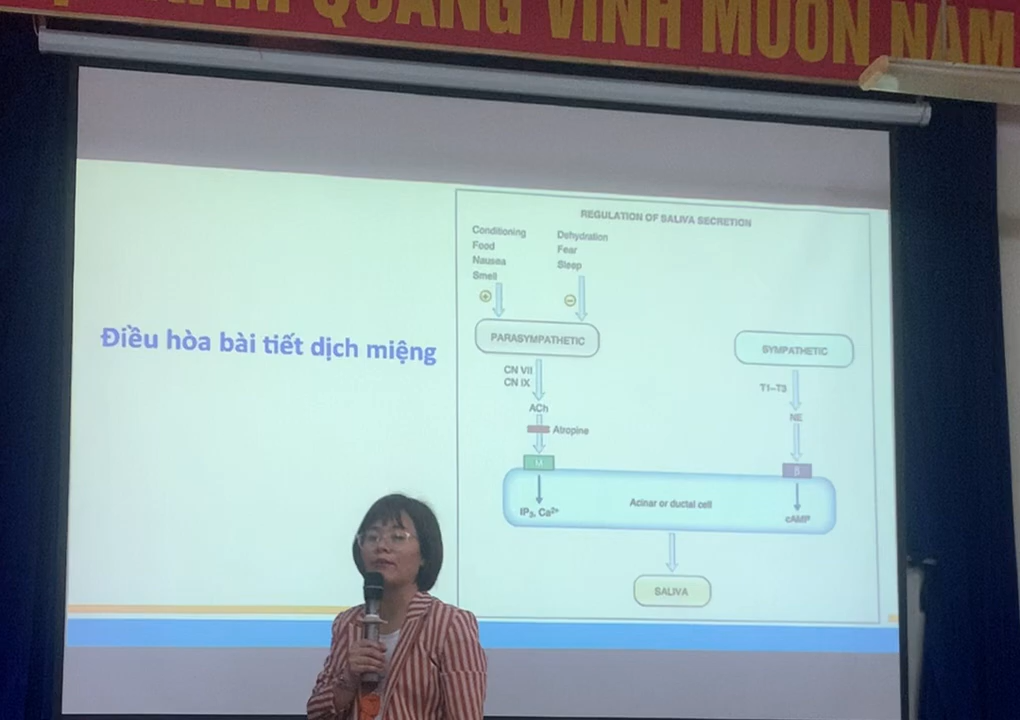 QUANG VINH MUÔN NĂM
Điều hòa bài tiết dịch miệng
REGULATION OF SALIVA SECRETION
Conditioning
Food
Nausea
Smell
Dehydration
Fear
Sleep
+
−
PARASYMPATHETIC
SYMPATHETIC
CN VII
CN IX
T1–T3
ACh
NE
Atropine
M
β
Acinar or ductal cell
IP₃, Ca²⁺
cAMP
SALIVA